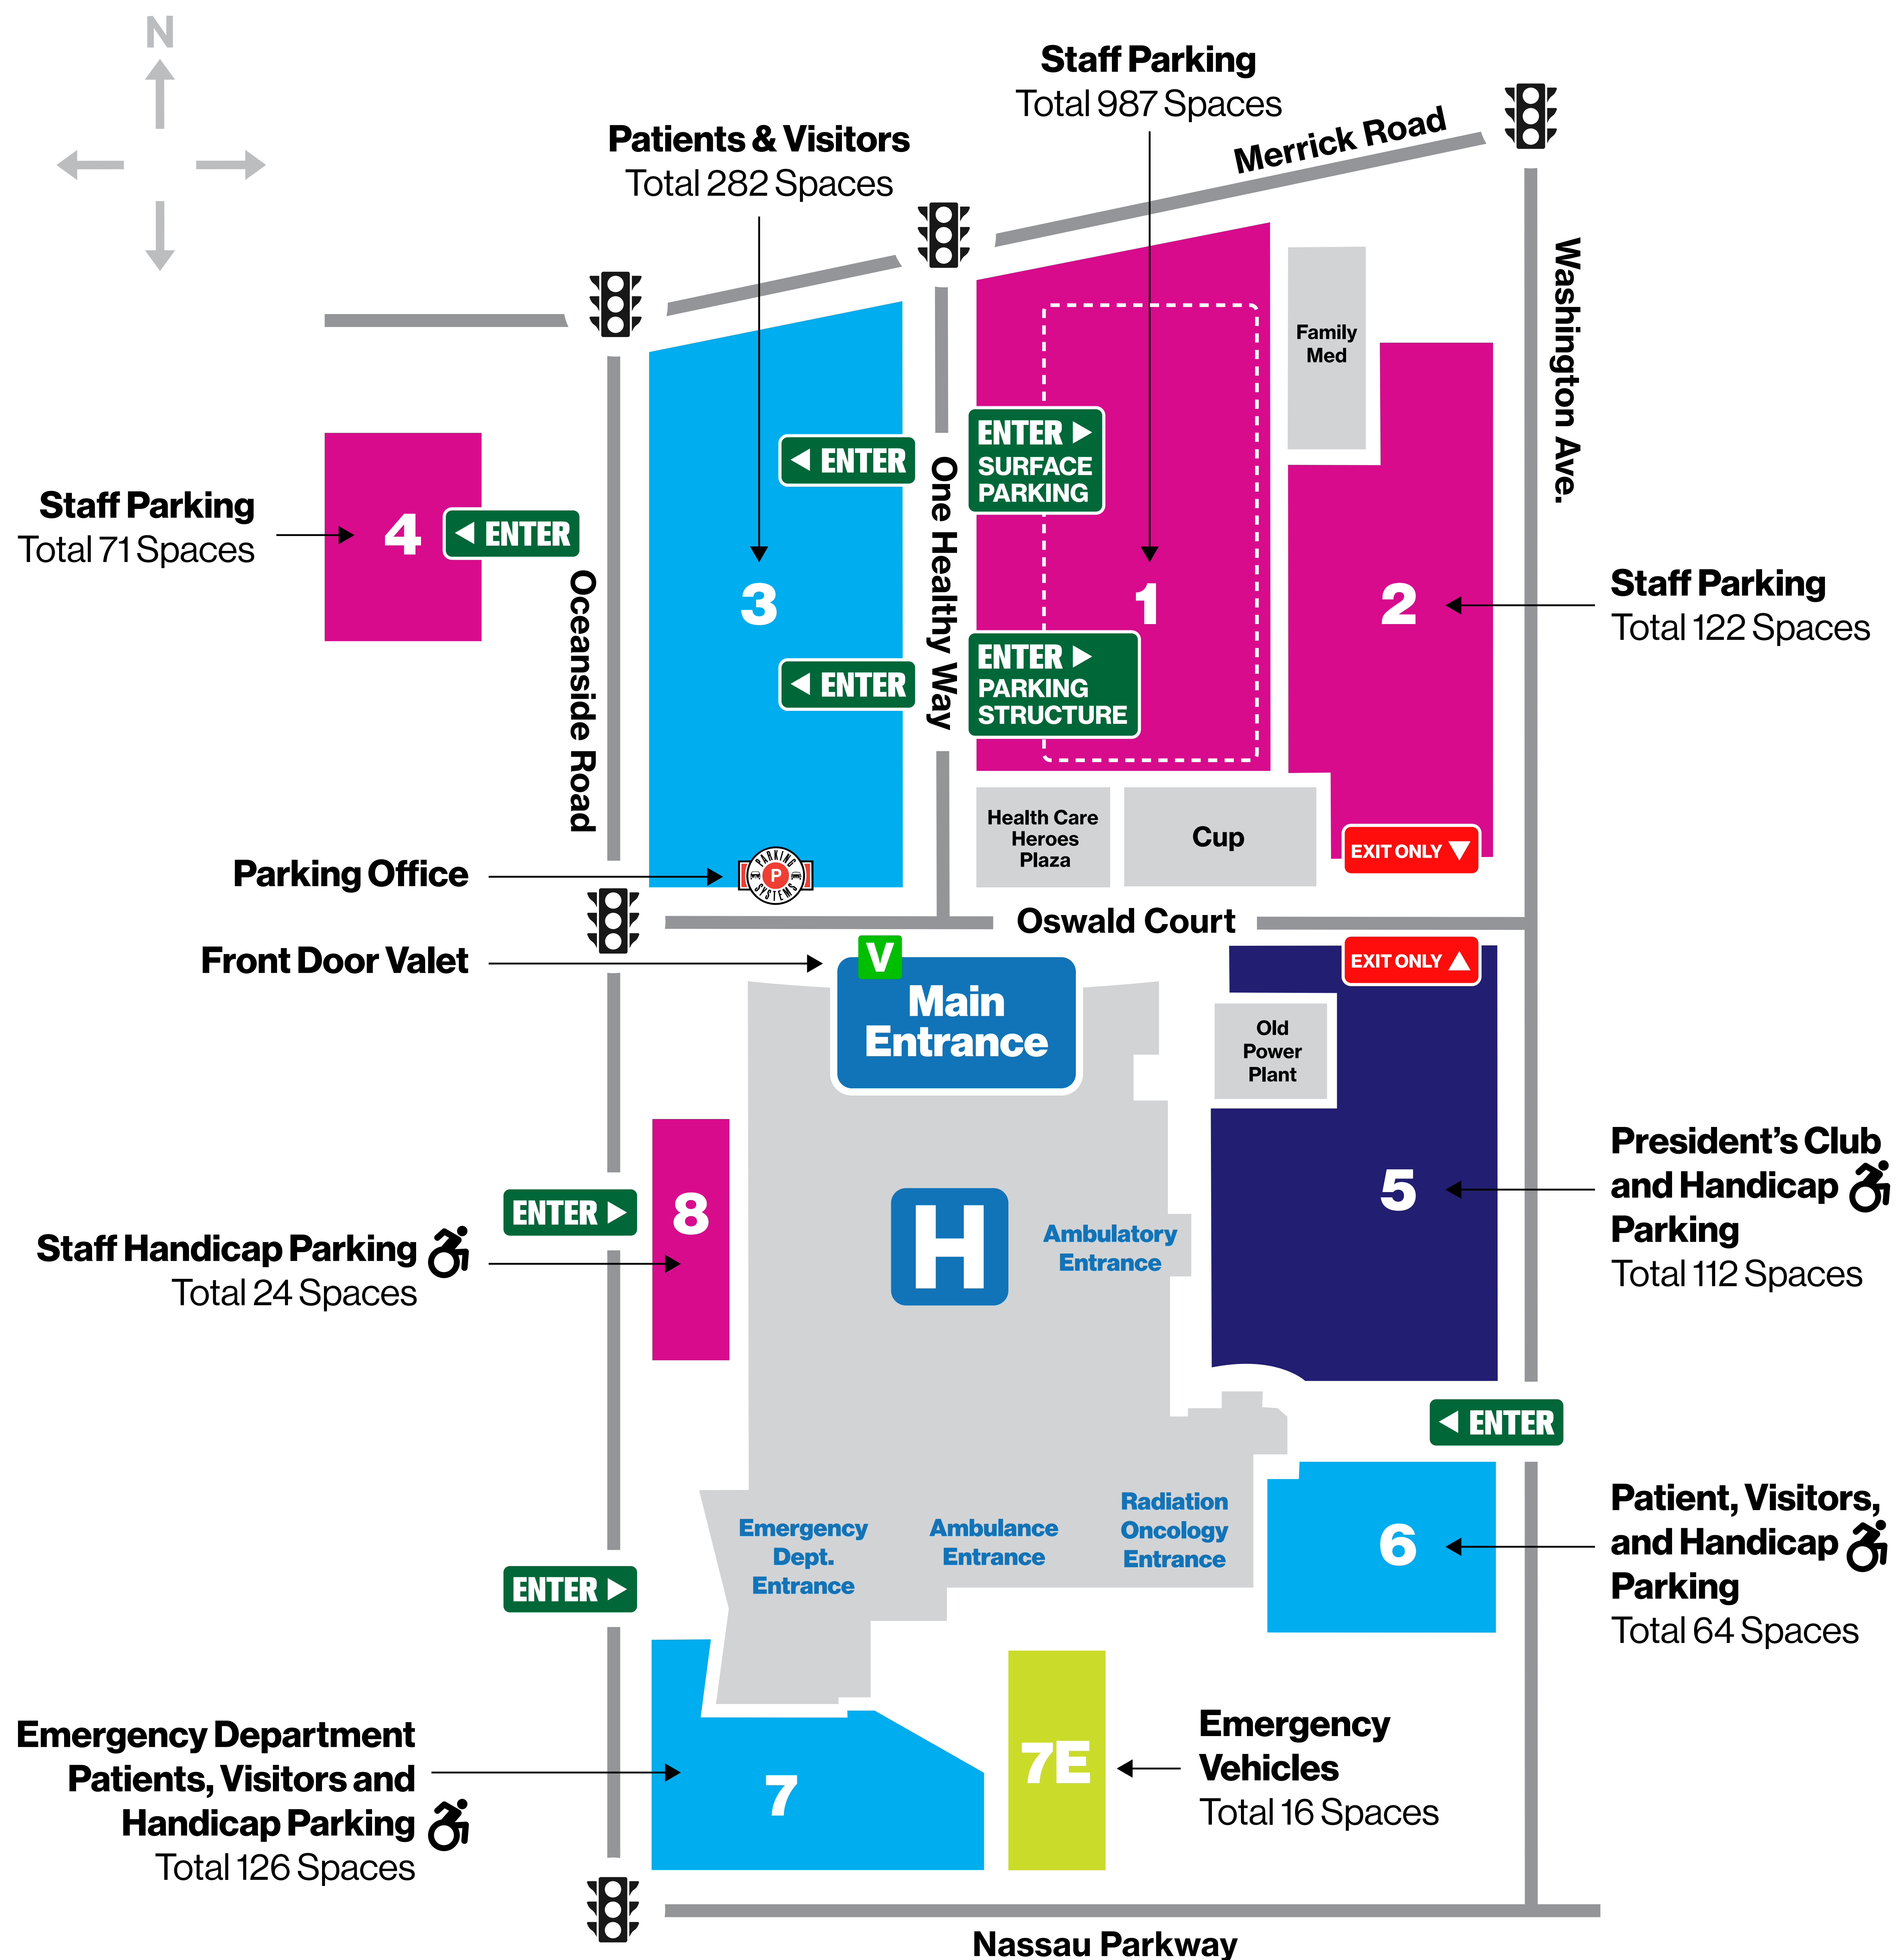 N
Staff Parking
Total 987 Spaces
Merrick Road
Patients & Visitors
Total 282 Spaces
Washington Ave.
Family
Med
ENTER
SURFACE
PARKING
ENTER
One Healthy Way
Staff Parking
Total 71 Spaces
4
ENTER
Oceanside Road
3
1
2
Staff Parking
Total 122 Spaces
ENTER
ENTER
PARKING
STRUCTURE
Health Care
Heroes
Plaza
Cup
EXIT ONLY
Parking Office
PARKING
P
SYSTEMS
Oswald Court
Front Door Valet
V
Main
Entrance
EXIT ONLY
Old
Power
Plant
5
President’s Club
and Handicap
Parking
Total 112 Spaces
ENTER
8
Staff Handicap Parking
Total 24 Spaces
H
Ambulatory
Entrance
ENTER
Emergency
Dept.
Entrance
Ambulance
Entrance
Radiation
Oncology
Entrance
6
Patient, Visitors,
and Handicap
Parking
Total 64 Spaces
ENTER
Emergency Department
Patients, Visitors and
Handicap Parking
Total 126 Spaces
7
7E
Emergency
Vehicles
Total 16 Spaces
Nassau Parkway